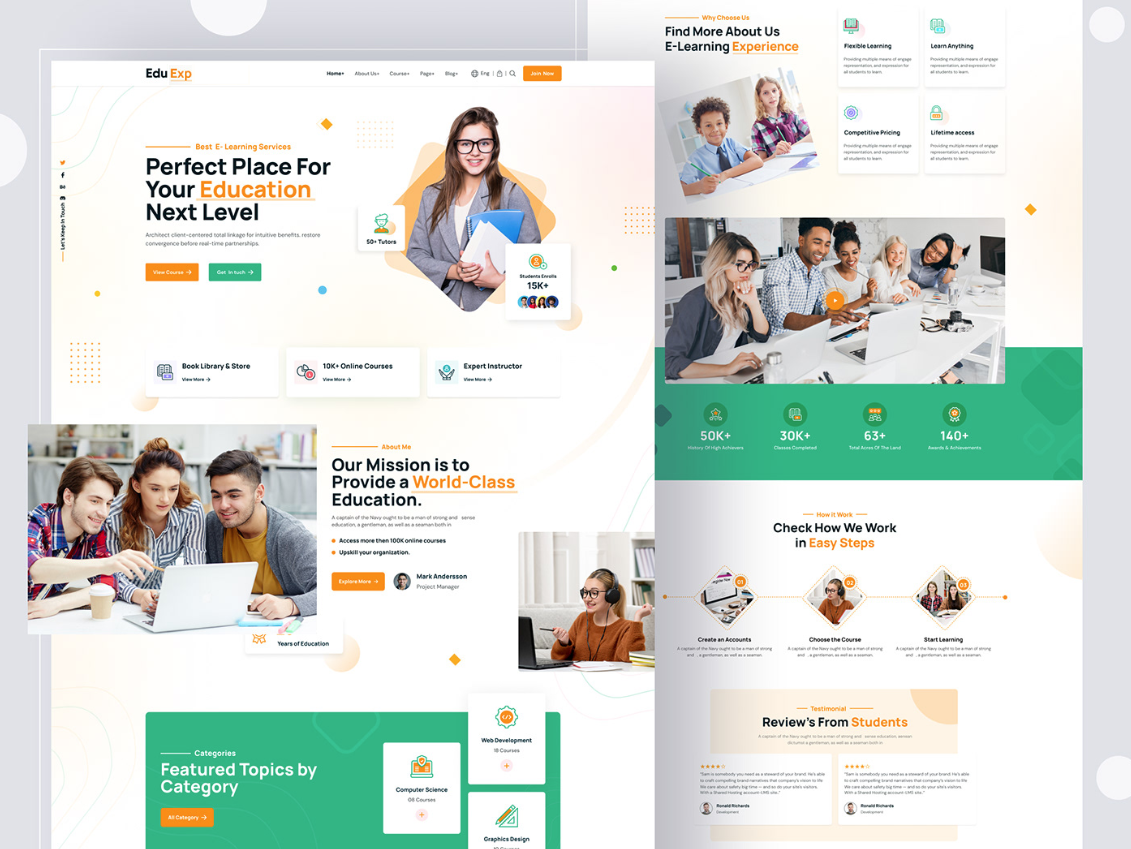 Edu Exp
Home+
About Us+
Course+
Page+
Blog+
Eng
Join Now
Let's Keep In Touch
Best E- Learning Services
Perfect Place For
Your Education
Next Level
Architect client-centered total linkage for intuitive benefits, restore
convergence before real-time partnerships.
View Course →
Get In tuch →
50+ Tutors
Students Enrolls
15K+
Book Library & Store
View More →
10K+ Online Courses
View More →
Expert Instructor
View More →
About Me
Our Mission is to
Provide a World-Class
Education.
A captain of the Navy ought to be a man of strong and sense
education, a gentleman, as well as a seaman both in
Access more then 100K online courses
Upskill your organization.
Explore More →
Mark Andersson
Project Manager
Years of Education
Categories
Featured Topics by
Category
All Category →
Computer Science
08 Courses
+
Web Development
18 Courses
+
Graphics Design
Why Choose Us
Find More About Us
E-Learning Experience
Flexible Learning
Providing multiple means of engage
representation, and expression for
all students to learn.
Learn Anything
Providing multiple means of engage
representation, and expression for
all students to learn.
Competitive Pricing
Providing multiple means of engage
representation, and expression for
all students to learn.
Lifetime access
Providing multiple means of engage
representation, and expression for
all students to learn.
50K+
History Of High Achievers
30K+
Classes Completed
63+
Total Acres Of The Land
140+
Awards & Achievements
How it Work
Check How We Work
in Easy Steps
01
02
03
Create an Accounts
A captain of the Navy ought to be a man of strong
and . a gentleman, as well as a seaman.
Choose the Course
A captain of the Navy ought to be a man of strong
and . a gentleman, as well as a seaman.
Start Learning
A captain of the Navy ought to be a man of strong
and . a gentleman, as well as a seaman.
Testimonial
Review's From Students
A captain of the Navy ought to be a man of strong and sense education, aseean
dictumst a gentleman, as well as a seaman both in
"Sam is somebody you need as a steward of your brand. He's able
to craft compelling brand narratives that company's vision to life
We care about safety big time — and so do your site's visitors.
With a Shared Hosting account-UMS site."
Ronald Richards
Development
"Sam is somebody you need as a steward of your brand. He's able
to craft compelling brand narratives that company's vision to life
We care about safety big time — and so do your site's visitors.
With a Shared Hosting account-UMS site."
Ronald Richards
Development